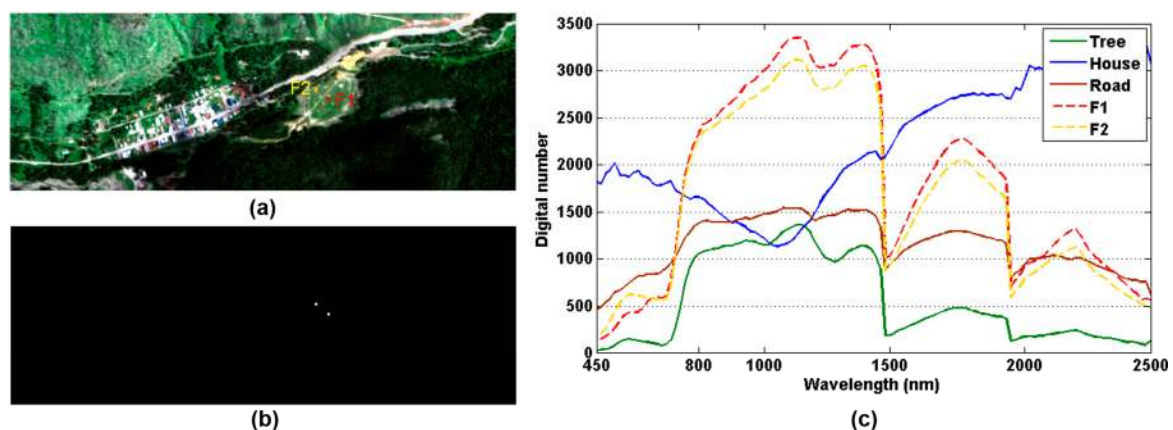 F2
F1
(a)
(b)
3500
3000
2500
2000
1500
1000
500
0
Digital number
450
800
1000
1500
2000
2500
Wavelength (nm)
Tree
House
Road
F1
F2
(c)